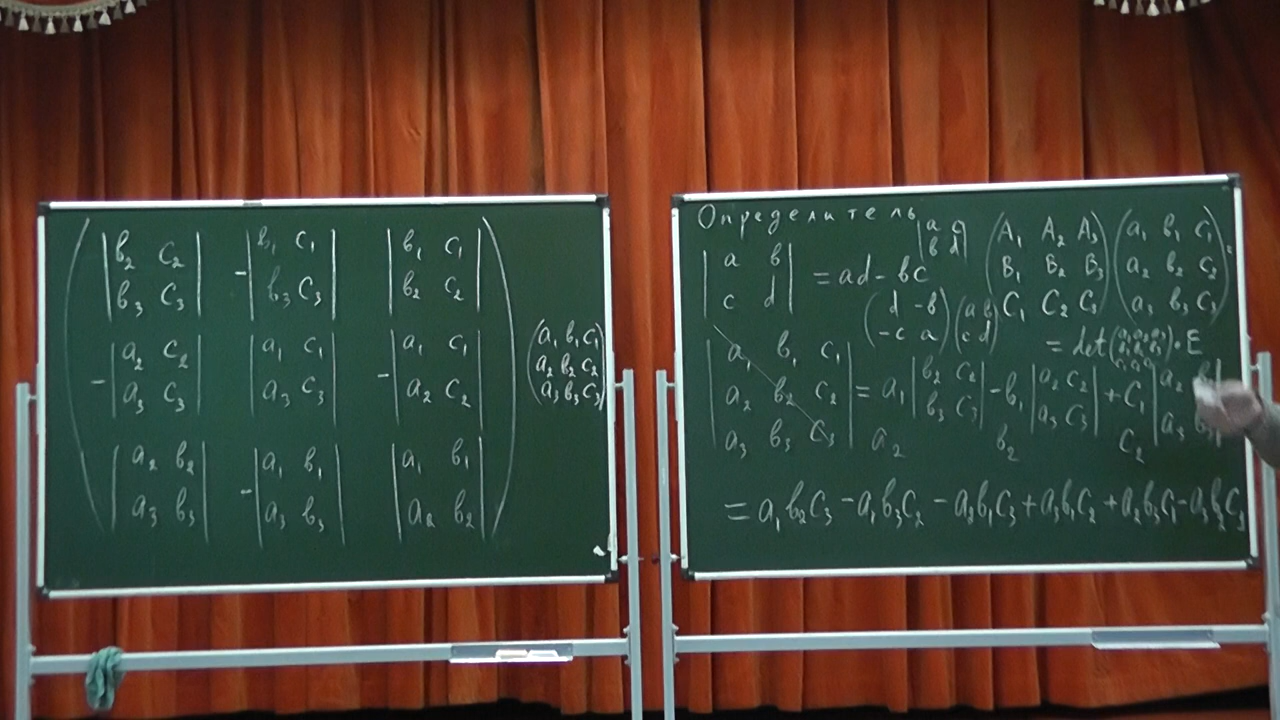 b₂ c₂ b₁ c₁ b₁ c₁
b₃ c₃ - b₃ c₃ b₂ c₂
a₂ c₂ a₁ c₁ a₁ c₁
- a₃ c₃ a₃ c₃ - a₂ c₂
a₂ b₂ a₁ b₁ a₁ b₁
a₃ b₃ - a₃ b₃ a₂ b₂
a₁ b₁ c₁
a₂ b₂ c₂
a₃ b₃ c₃
Определитель
|a b|
|c d| = ad - bc
|a c|
|b d|
(d -b) (a b)
(-c a) (c d)
(A₁ A₂ A₃) (a₁ b₁ c₁)
(B₁ B₂ B₃) (a₂ b₂ c₂) =
(C₁ C₂ C₃) (a₃ b₃ c₃)
= det · E
|a₁ b₁ c₁|
|a₂ b₂ c₂| = a₁ |b₂ c₂| - b₁ |a₂ c₂| + c₁ |a₂
|a₃ b₃ c₃| |b₃ c₃| |a₃ c₃| |a₃ b₃|
a₂ b₂ c₂
= a₁b₂c₃ - a₁b₃c₂ - a₂b₁c₃ + a₃b₁c₂ + a₂b₃c₁ - a₃b₂c₁